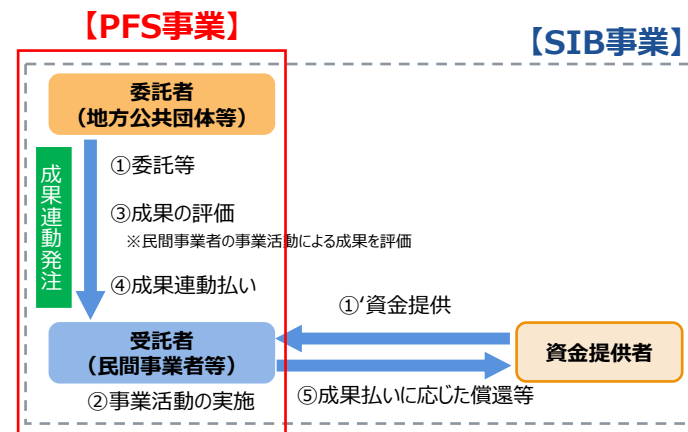 【PFS事業】
【SIB事業】
委託者
（地方公共団体等）
成果連動発注
①委託等
③成果の評価
※民間事業者の事業活動による成果を評価
④成果連動払い
①‘資金提供
受託者
（民間事業者等）
資金提供者
②事業活動の実施
⑤成果払いに応じた償還等